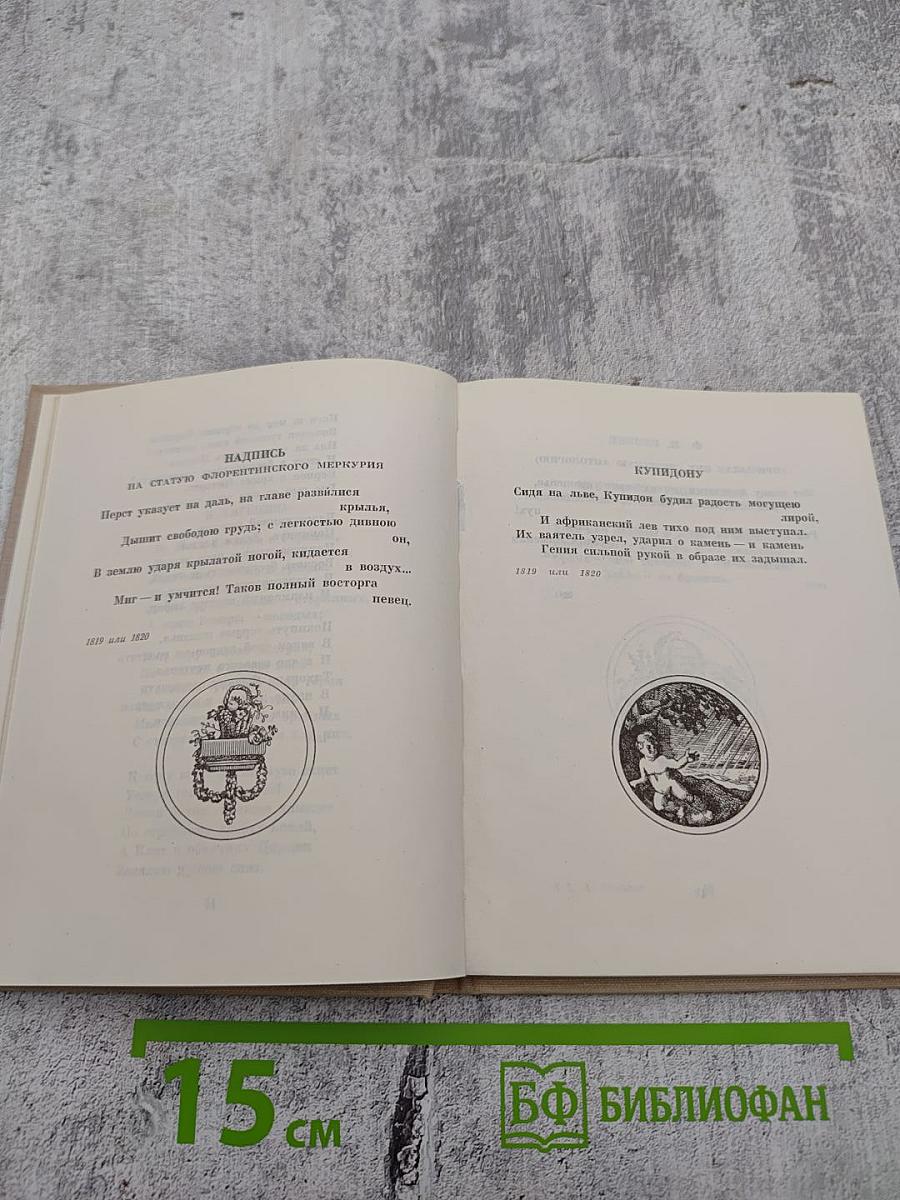 НАДПИСЬ
НА СТАТУЮ ФЛОРЕНТИНСКОГО МЕРКУРИЯ
Перст указует на даль, на главе разви́лися
крылья,
Дышит свободою грудь; с легкостью дивною
он,
В землю ударя крылатой ногой, кидается
в воздух...
Миг — и умчится! Таков полный восторга
певец.
1819 или 1820
КУПИДОНУ
Сидя на льве, Купидон будил радость могущею
лирой,
И африканский лев тихо под ним выступал.
Их ваятель узрел, ударил о камень — и камень
Гения сильной рукой в образе их задышал.
1819 или 1820
15 см
БФ БИБЛИОФАН